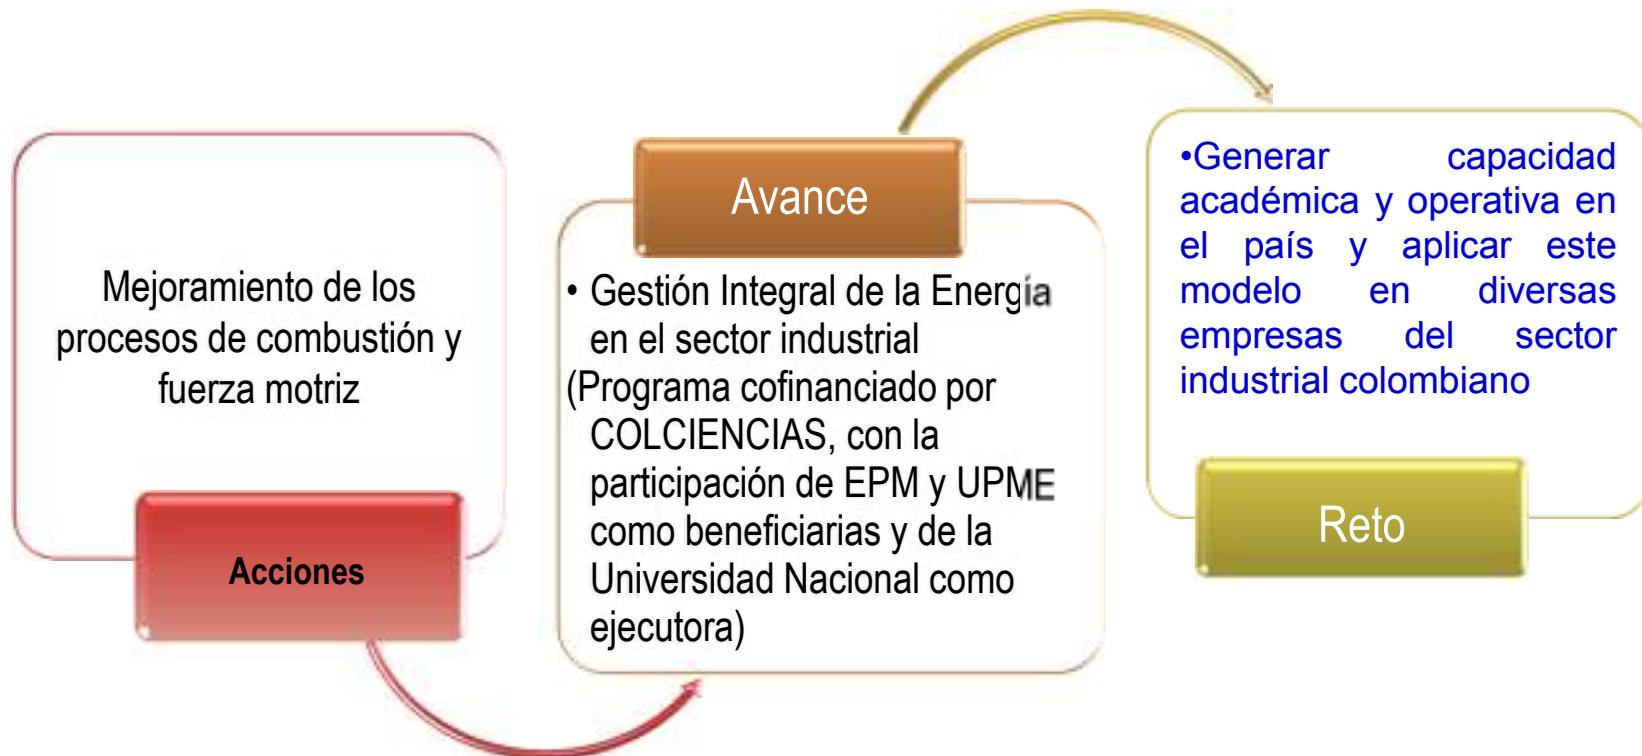 Mejoramiento de los
procesos de combustión y
fuerza motriz
Acciones
Avance
• Gestión Integral de la Energía
en el sector industrial
(Programa cofinanciado por
COLCIENCIAS, con la
participación de EPM y UPME
como beneficiarias y de la
Universidad Nacional como
ejecutora)
•Generar capacidad
académica y operativa en
el país y aplicar este
modelo en diversas
empresas del sector
industrial colombiano
Reto